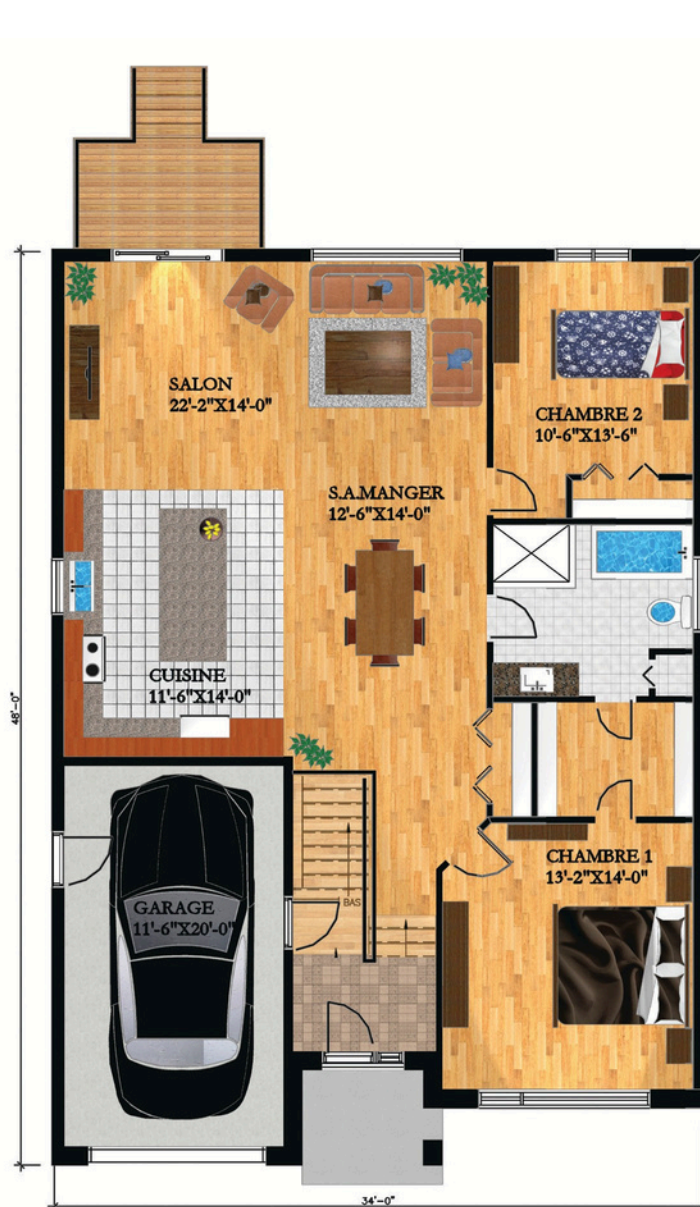 SALON
22'-2"X14'-0"
CHAMBRE 2
10'-6"X13'-6"
S.A.MANGER
12'-6"X14'-0"
CUISINE
11'-6"X14'-0"
48'-0"
CHAMBRE 1
13'-2"X14'-0"
BAS
GARAGE
11'-6"X20'-0"
34'-0"